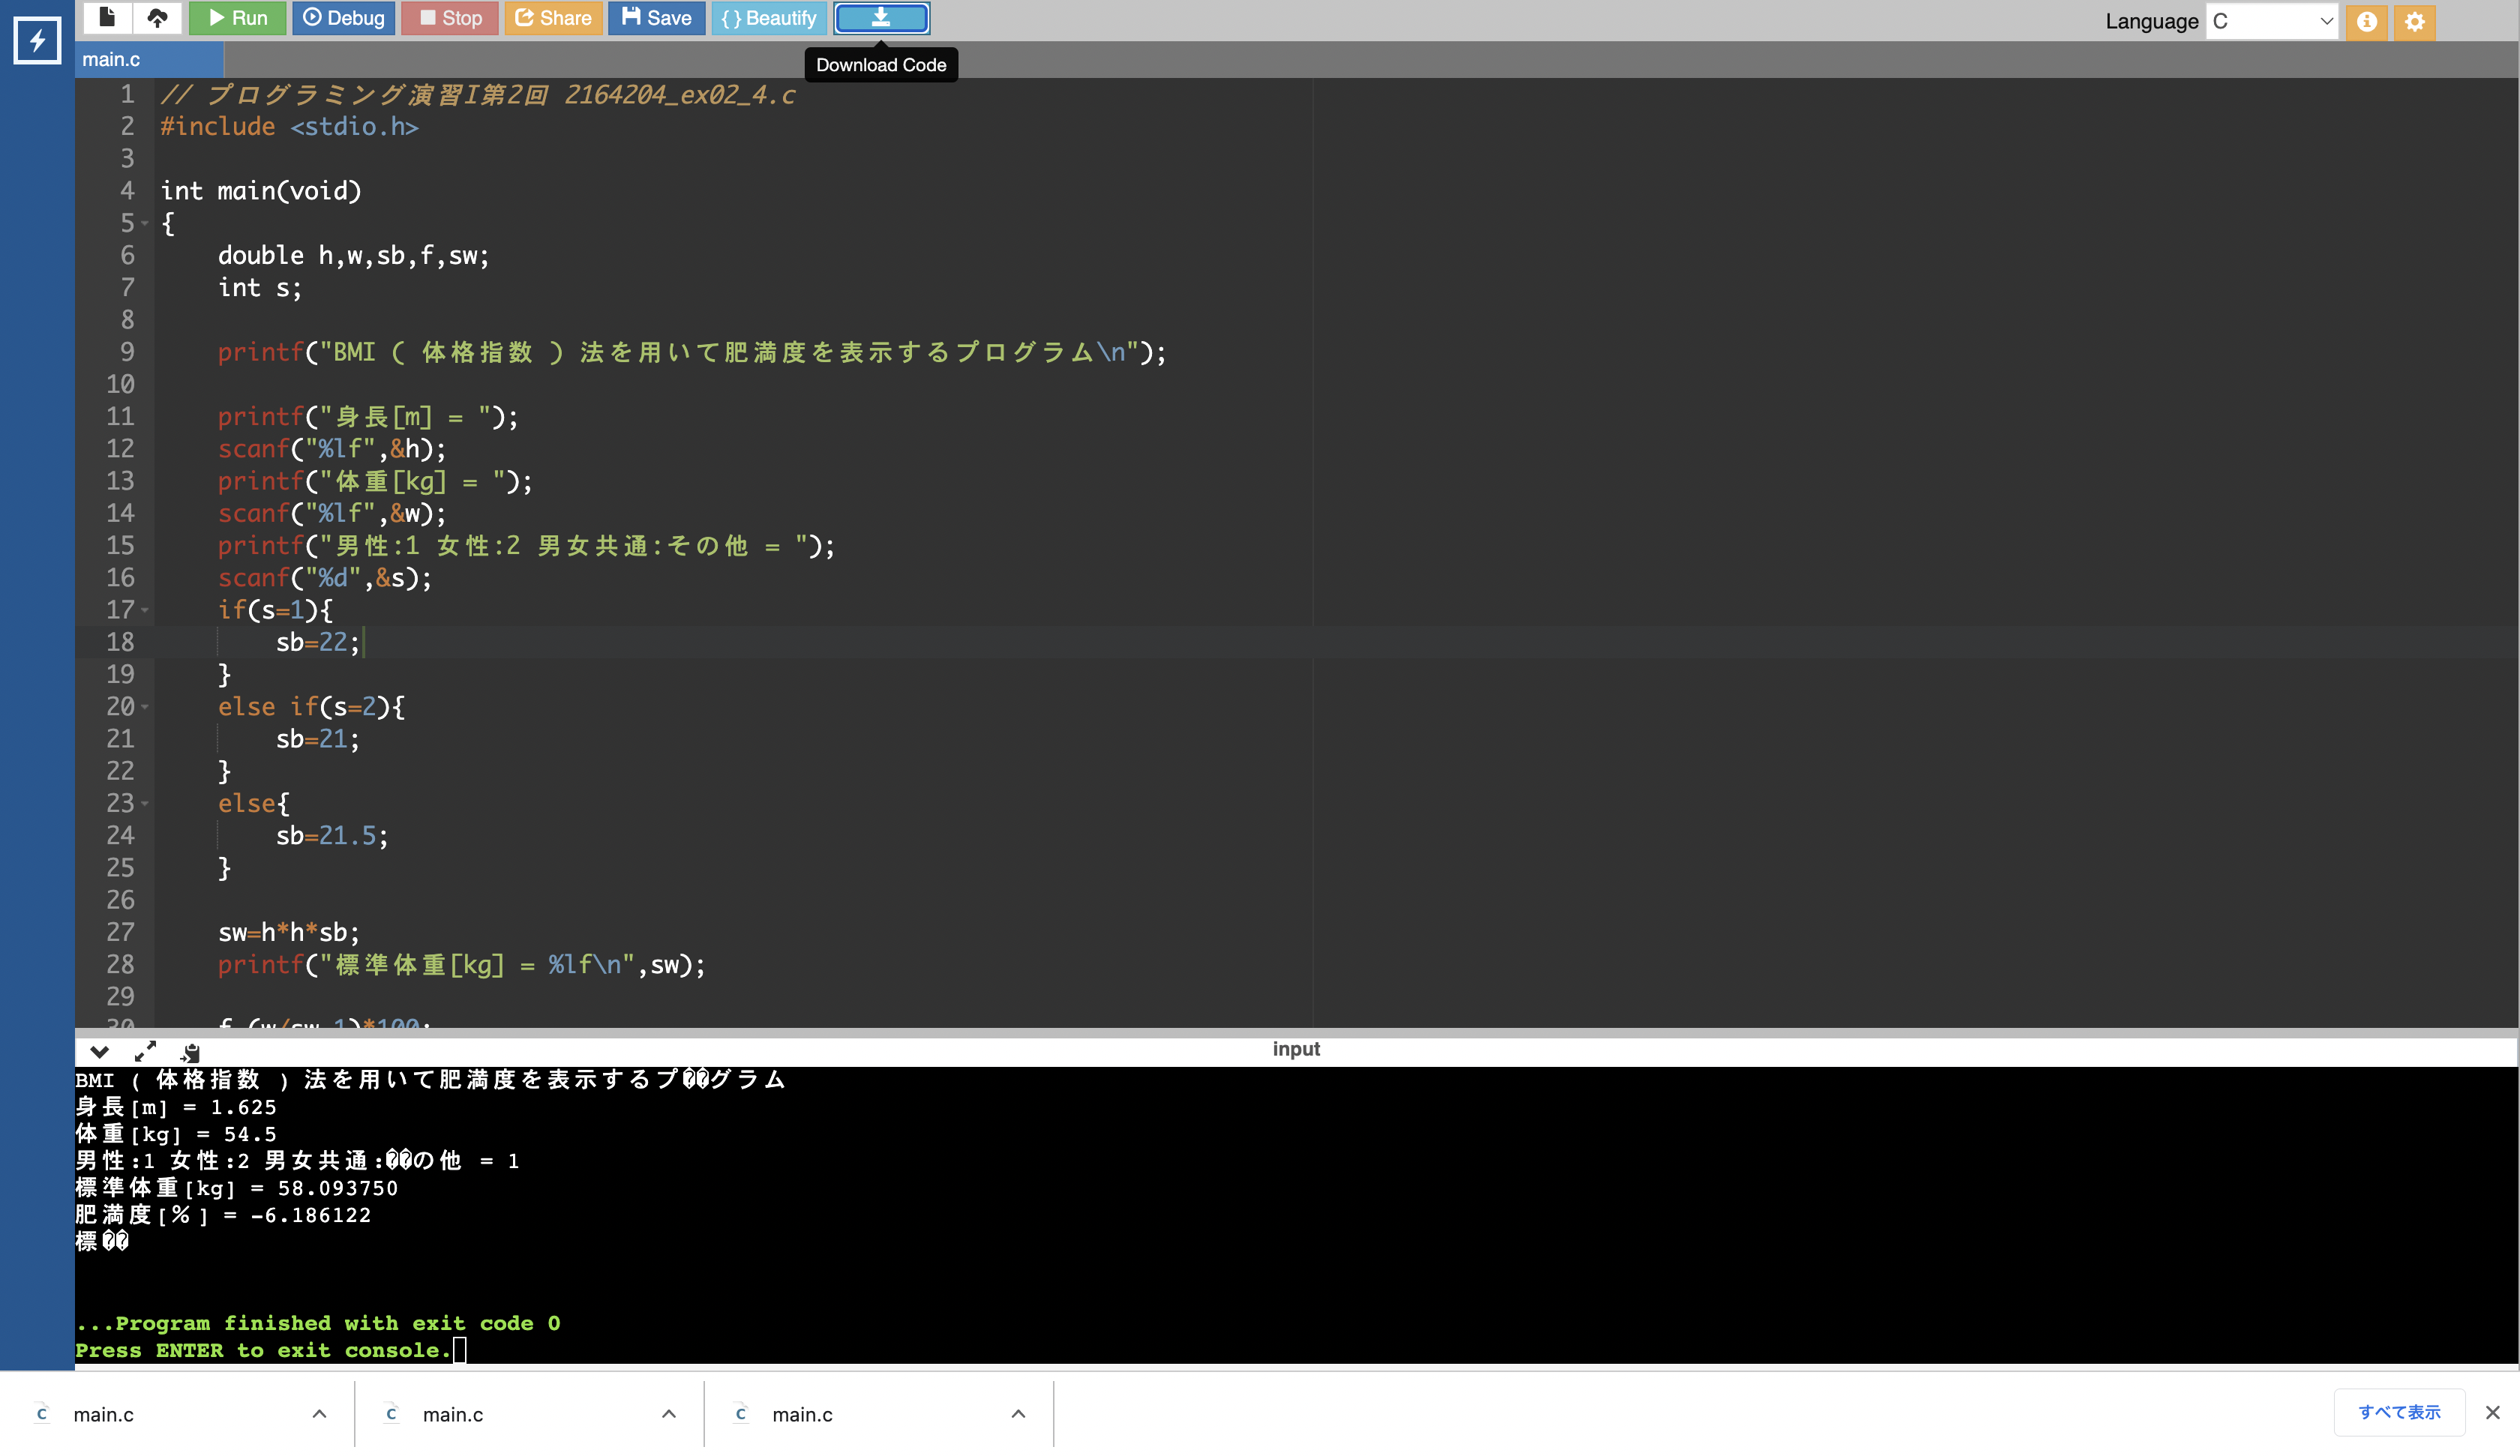 Run Debug Stop Share Save { } Beautify
Language C
main.c
Download Code
1 // プログラミング演習I第2回 2164204_ex02_4.c
2 #include <stdio.h>
3
4 int main(void)
5 {
6     double h,w,sb,f,sw;
7     int s;
8
9     printf("BMI ( 体格指数 ) 法を用いて肥満度を表示するプログラム\n");
10
11     printf("身長[m] = ");
12     scanf("%lf",&h);
13     printf("体重[kg] = ");
14     scanf("%lf",&w);
15     printf("男性:1 女性:2 男女共通:その他 = ");
16     scanf("%d",&s);
17     if(s=1){
18         sb=22;
19     }
20     else if(s=2){
21         sb=21;
22     }
23     else{
24         sb=21.5;
25     }
26
27     sw=h*h*sb;
28     printf("標準体重[kg] = %lf\n",sw);
29
30     (w/sw 1)*100;
input
BMI ( 体格指数 ) 法を用いて肥満度を表示するプ��グラム
身長[m] = 1.625
体重[kg] = 54.5
男性:1 女性:2 男女共通:��の他 = 1
標準体重[kg] = 58.093750
肥満度[％] = -6.186122
標��
...Program finished with exit code 0
Press ENTER to exit console.
main.c main.c main.c すべて表示